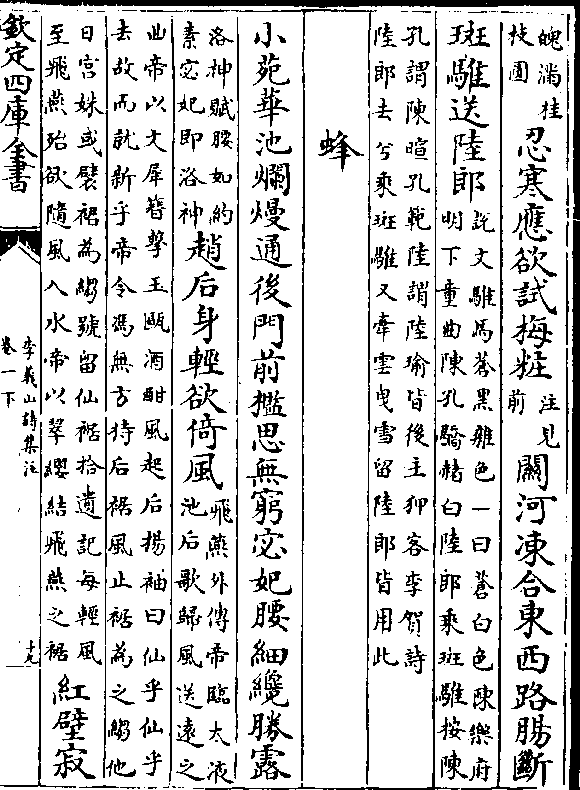 魄滿桂
枝圓
忍寒應欲試梅粧
注見
前
關河凍合東西路腸斷
斑騅送陸郎
說文騅馬蒼黑雜色一曰蒼白色陳樂府
明下童曲陳孔驕赭白陸郎乘斑騅按陳
孔謂陳暄孔範陸謂陸瑜皆後主狎客李賀詩
陸郎去兮乘斑騅又牽雲曳雪留陸郎皆用此
蜂
小苑華池爛熳通後門前檻思無窮宓妃腰細纔勝露
洛神賦腰如約
素宓妃即洛神
趙后身輕欲倚風
飛燕外傳帝臨太液
池后歌歸風送遠之
曲帝以文犀簪擊玉甌酒酣風起后揚袖曰仙乎仙乎
去故而就新乎帝令馮無方持后裾風止裾為之縐他
日宮姝或襞裾為縐號留仙裾拾遺記每輕風
至飛燕殆欲隨風入水帝以翠纓結飛燕之裾
紅壁寂
欽定四庫全書
李義山詩集注
卷一下
十九